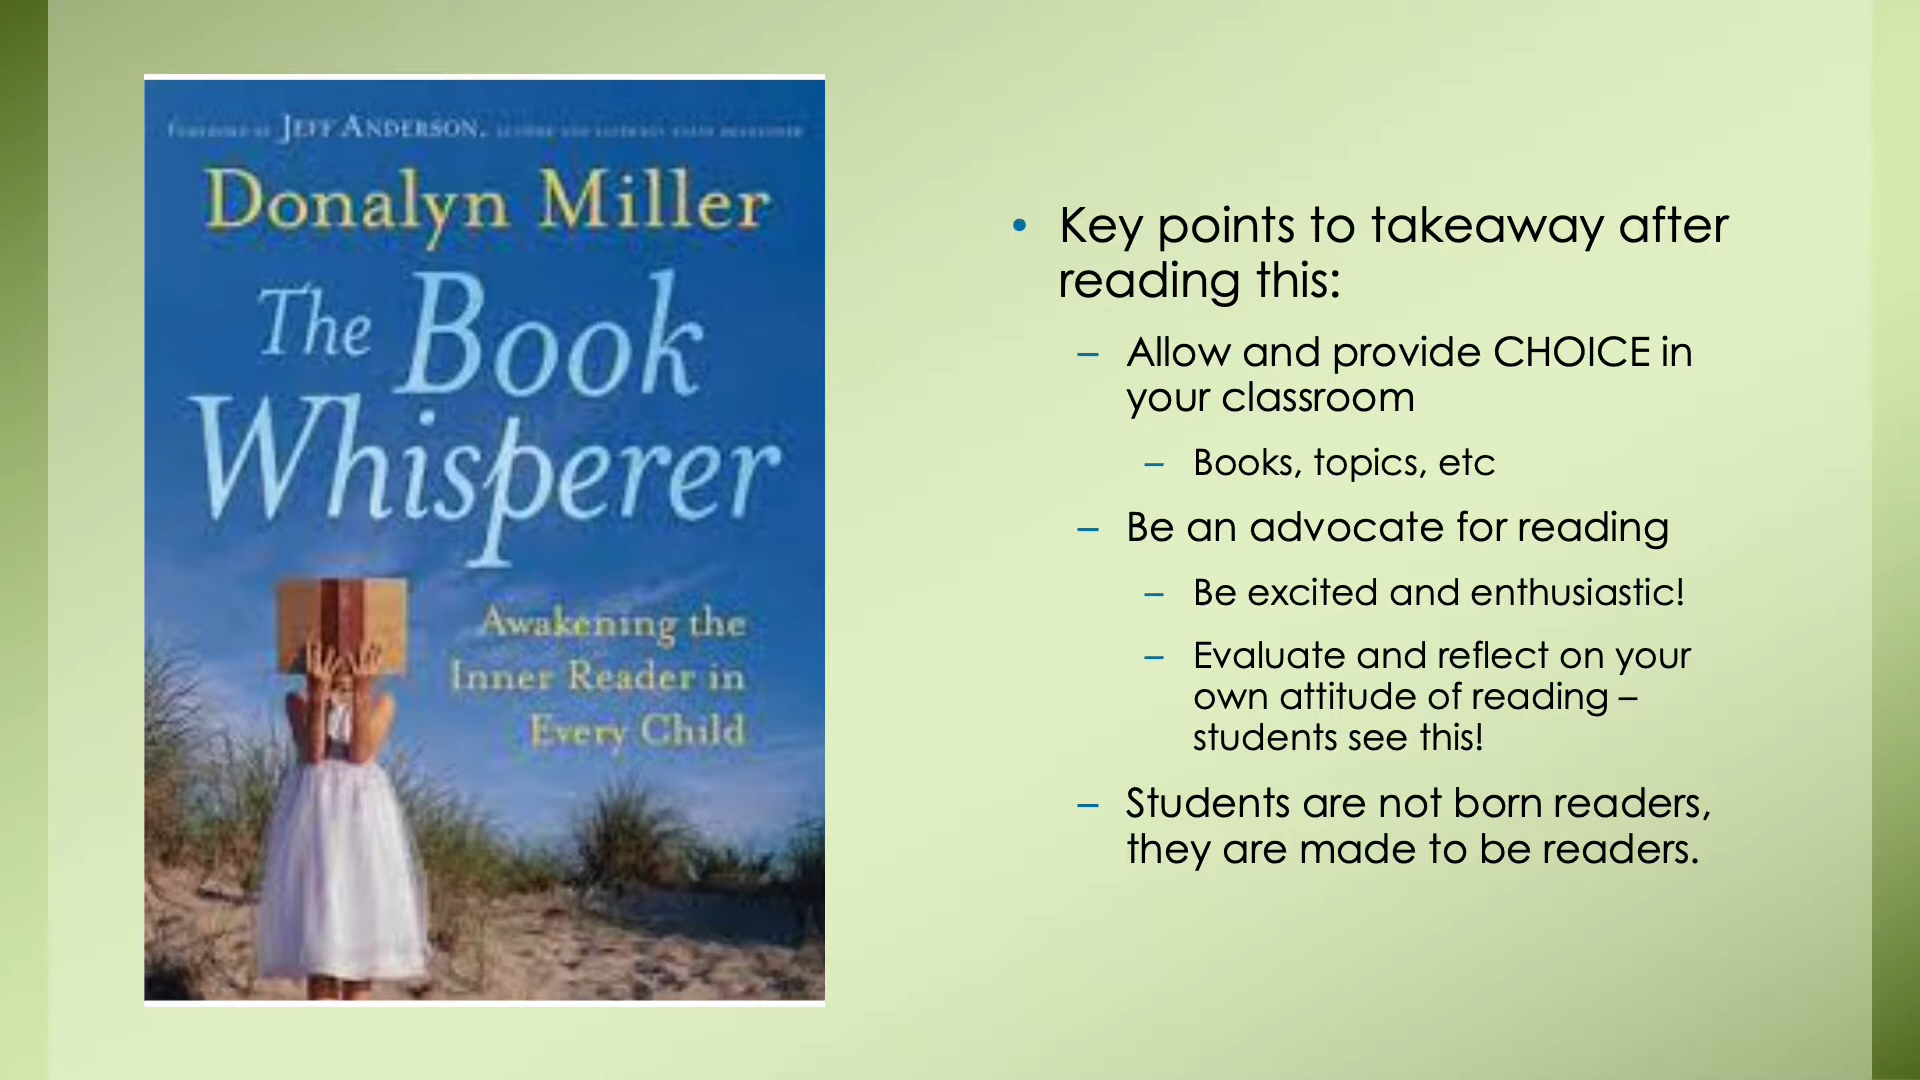 FOREWORD BY JEFF ANDERSON,
Donalyn Miller
The Book
Whisperer
Awakening the
Inner Reader in
Every Child
• Key points to takeaway after
reading this:
– Allow and provide CHOICE in
your classroom
– Books, topics, etc
– Be an advocate for reading
– Be excited and enthusiastic!
– Evaluate and reflect on your
own attitude of reading –
students see this!
– Students are not born readers,
they are made to be readers.